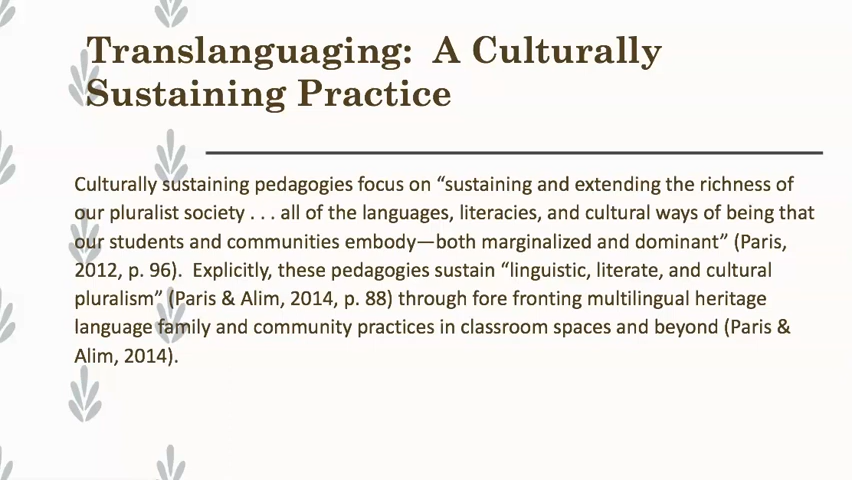 Translanguaging:  A Culturally
Sustaining Practice
Culturally sustaining pedagogies focus on “sustaining and extending the richness of
our pluralist society . . . all of the languages, literacies, and cultural ways of being that
our students and communities embody—both marginalized and dominant” (Paris,
2012, p. 96).  Explicitly, these pedagogies sustain “linguistic, literate, and cultural
pluralism” (Paris & Alim, 2014, p. 88) through fore fronting multilingual heritage
language family and community practices in classroom spaces and beyond (Paris &
Alim, 2014).